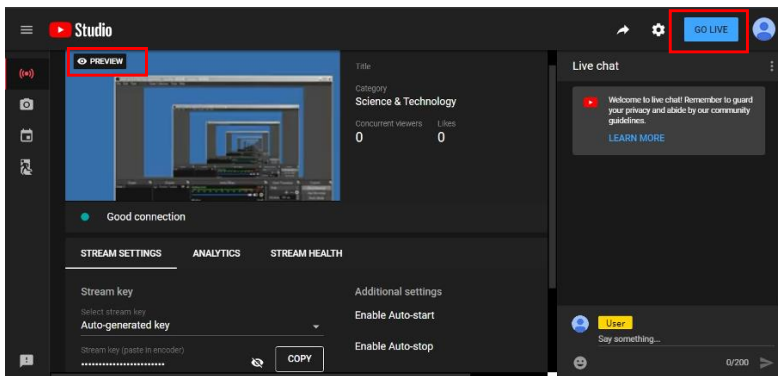 Studio
GO LIVE
PREVIEW
Title
Category
Science & Technology
Concurrent viewers Likes
0 0
Good connection
STREAM SETTINGS ANALYTICS STREAM HEALTH
Stream key
Select stream key
Auto-generated key
Stream key (paste in encoder)
COPY
Additional settings
Enable Auto-start
Enable Auto-stop
Live chat
Welcome to live chat! Remember to guard
your privacy and abide by our community
guidelines.
LEARN MORE
User
Say something...
0/200